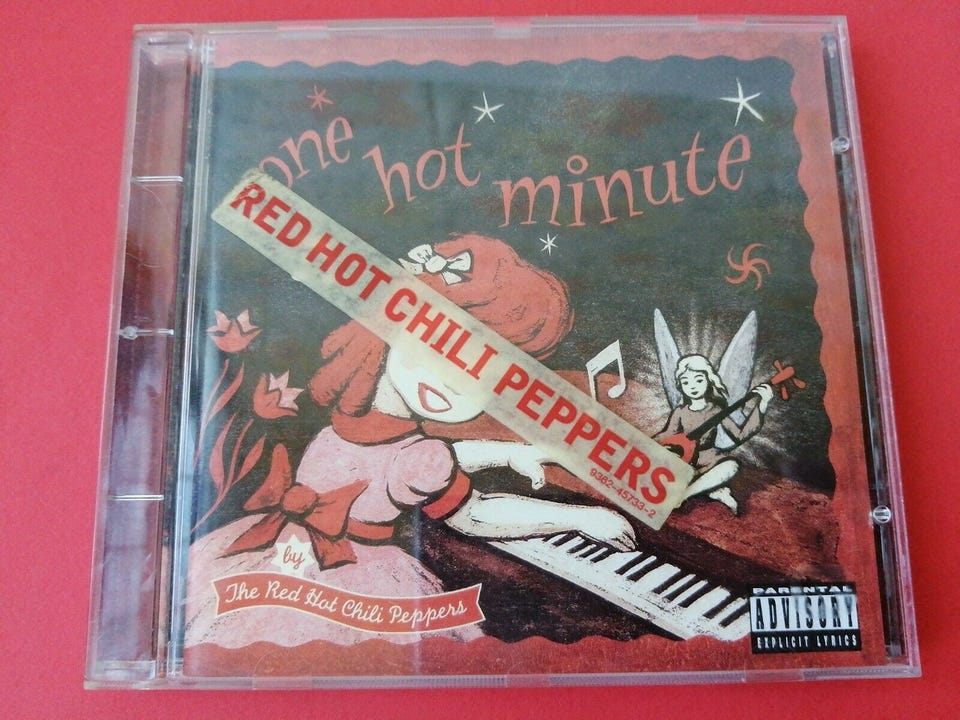 one hot minute
RED HOT CHILI PEPPERS
9362-45733-2
by
The Red Hot Chili Peppers
PARENTAL
ADVISORY
EXPLICIT LYRICS